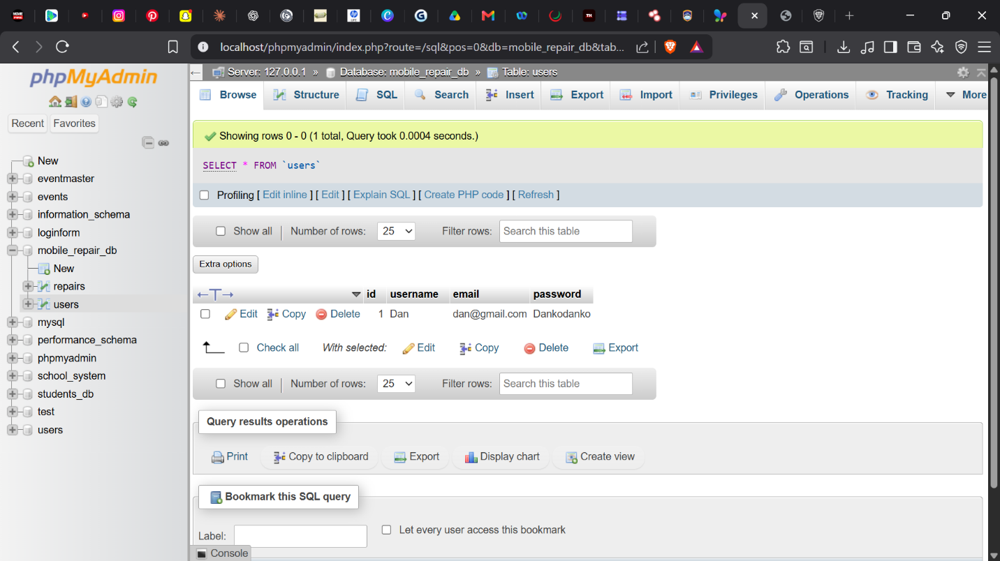 localhost/phpmyadmin/index.php?route=/sql&pos=0&db=mobile_repair_db&tab...
phpMyAdmin
Recent Favorites
New
eventmaster
events
information_schema
loginform
mobile_repair_db
New
repairs
users
mysql
performance_schema
phpmyadmin
school_system
students_db
test
users
Server: 127.0.0.1 » Database: mobile_repair_db » Table: users
Browse Structure SQL Search Insert Export Import Privileges Operations Tracking More
Showing rows 0 - 0 (1 total, Query took 0.0004 seconds.)
SELECT * FROM `users`
Profiling [ Edit inline ] [ Edit ] [ Explain SQL ] [ Create PHP code ] [ Refresh ]
Show all Number of rows: 25 Filter rows: Search this table
Extra options
←T→ id username email password
Edit Copy Delete 1 Dan dan@gmail.com Dankodanko
Check all With selected: Edit Copy Delete Export
Show all Number of rows: 25 Filter rows: Search this table
Query results operations
Print Copy to clipboard Export Display chart Create view
Bookmark this SQL query
Label: Let every user access this bookmark
Console